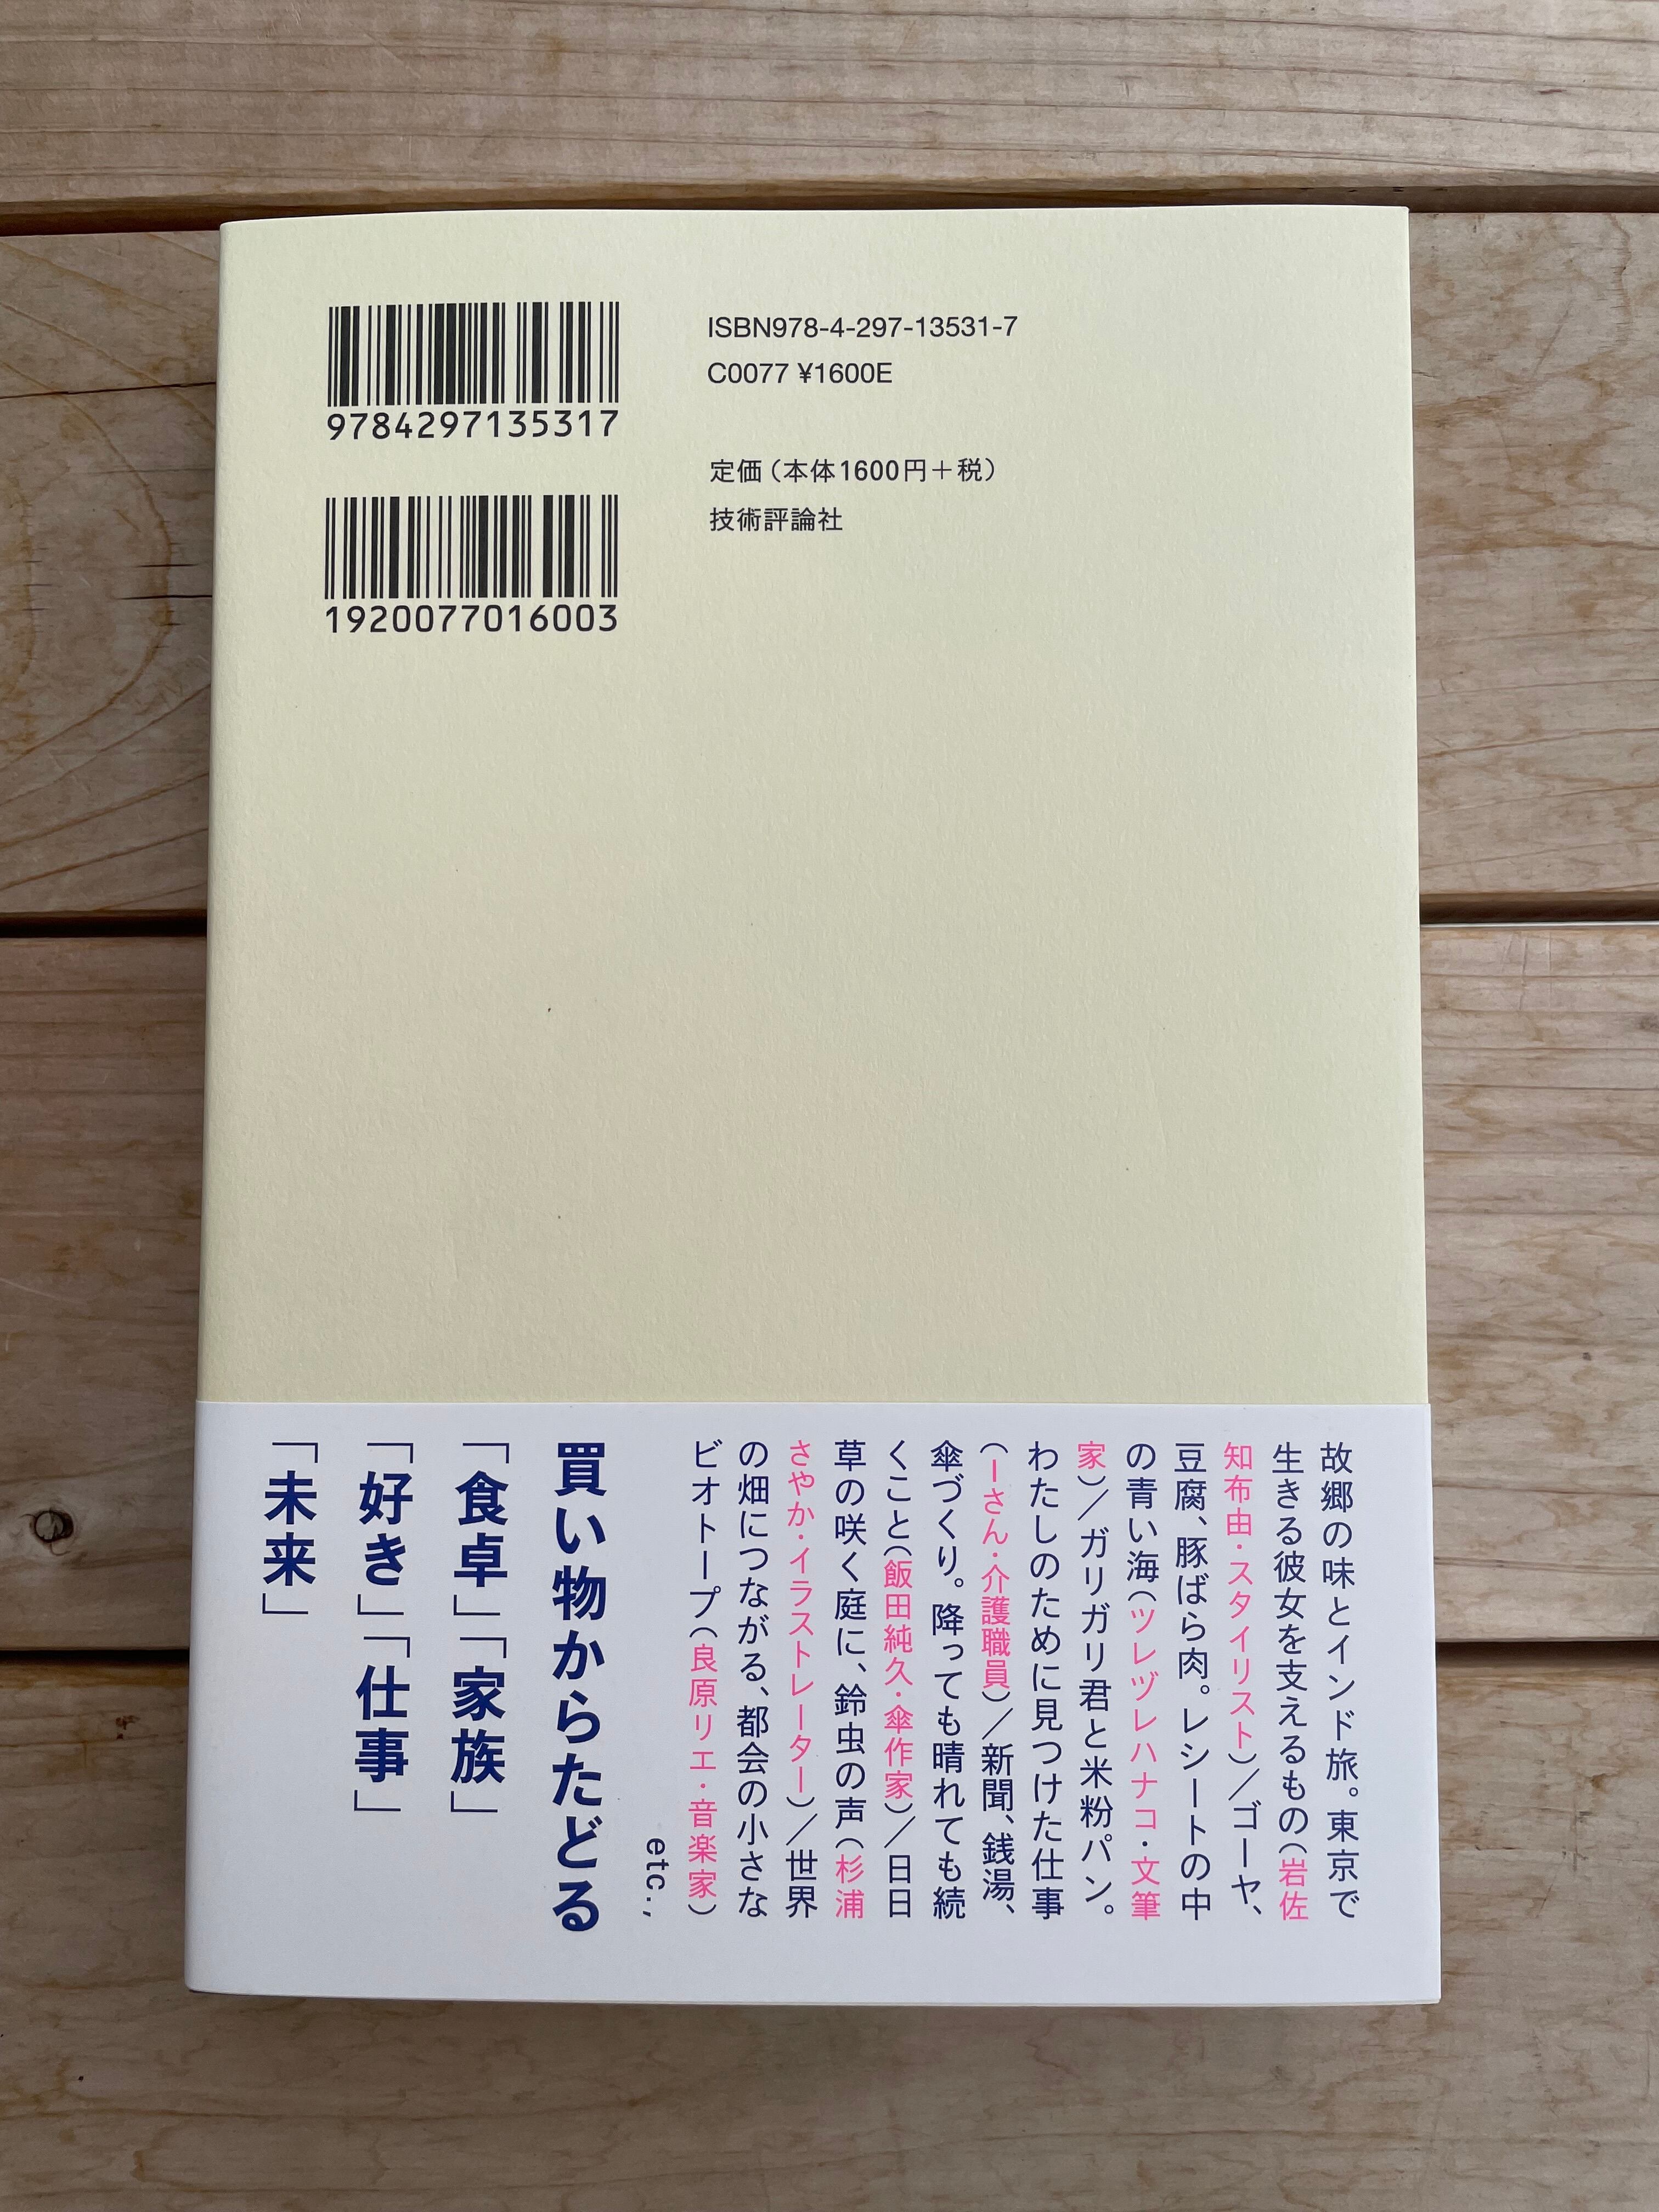 9784297135317
1920077016003
ISBN978-4-297-13531-7
C0077 ¥1600E
定価（本体1600円＋税）
技術評論社
故郷の味とインド旅。東京で
生きる彼女を支えるもの（岩佐
知布由・スタイリスト）／ゴーヤ、
豆腐、豚ばら肉。レシートの中
の青い海（ツレヅレハナコ・文筆
家）／ガリガリ君と米粉パン。
わたしのために見つけた仕事
（Iさん・介護職員）／新聞、銭湯、
傘づくり。降っても晴れても続
くこと（飯田純久・傘作家）／日日
草の咲く庭に、鈴虫の声（杉浦
さやか・イラストレーター）／世界
の畑につながる、都会の小さな
ビオトープ（良原リエ・音楽家）
etc.,
買い物からたどる
「食卓」「家族」
「好き」「仕事」
「未来」